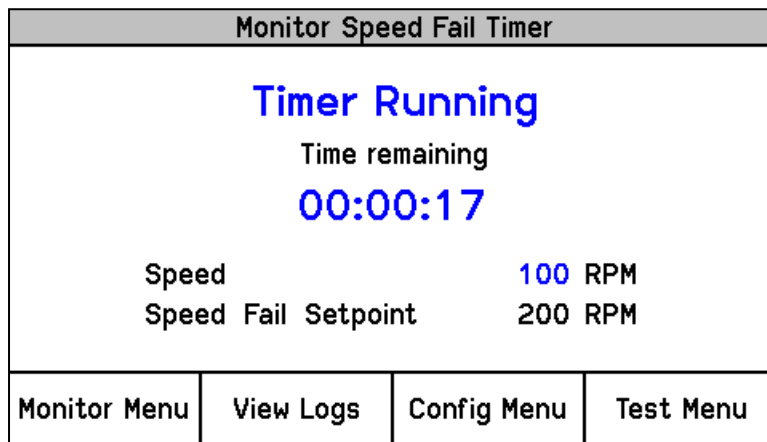 Monitor Speed Fail Timer
Timer Running
Time remaining
00:00:17
Speed 100 RPM
Speed Fail Setpoint 200 RPM
Monitor Menu View Logs Config Menu Test Menu